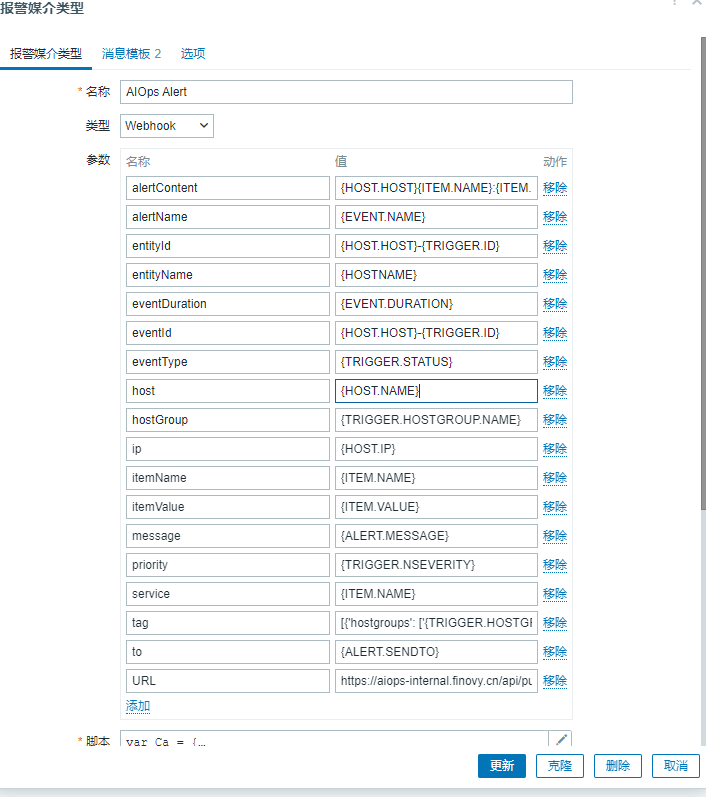 报警媒介类型
? ×
报警媒介类型 消息模板 2 选项
* 名称 AIOps Alert
类型 Webhook
参数 名称 值 动作
alertContent {HOST.HOST}{ITEM.NAME}:{ITEM. 移除
alertName {EVENT.NAME} 移除
entityId {HOST.HOST}-{TRIGGER.ID} 移除
entityName {HOSTNAME} 移除
eventDuration {EVENT.DURATION} 移除
eventId {HOST.HOST}-{TRIGGER.ID} 移除
eventType {TRIGGER.STATUS} 移除
host {HOST.NAME} 移除
hostGroup {TRIGGER.HOSTGROUP.NAME} 移除
ip {HOST.IP} 移除
itemName {ITEM.NAME} 移除
itemValue {ITEM.VALUE} 移除
message {ALERT.MESSAGE} 移除
priority {TRIGGER.NSEVERITY} 移除
service {ITEM.NAME} 移除
tag [{'hostgroups': ['{TRIGGER.HOSTGF 移除
to {ALERT.SENDTO} 移除
URL https://aiops-internal.finovy.cn/api/pu 移除
添加
* 脚本 var Ca = {…
更新 克隆 删除 取消